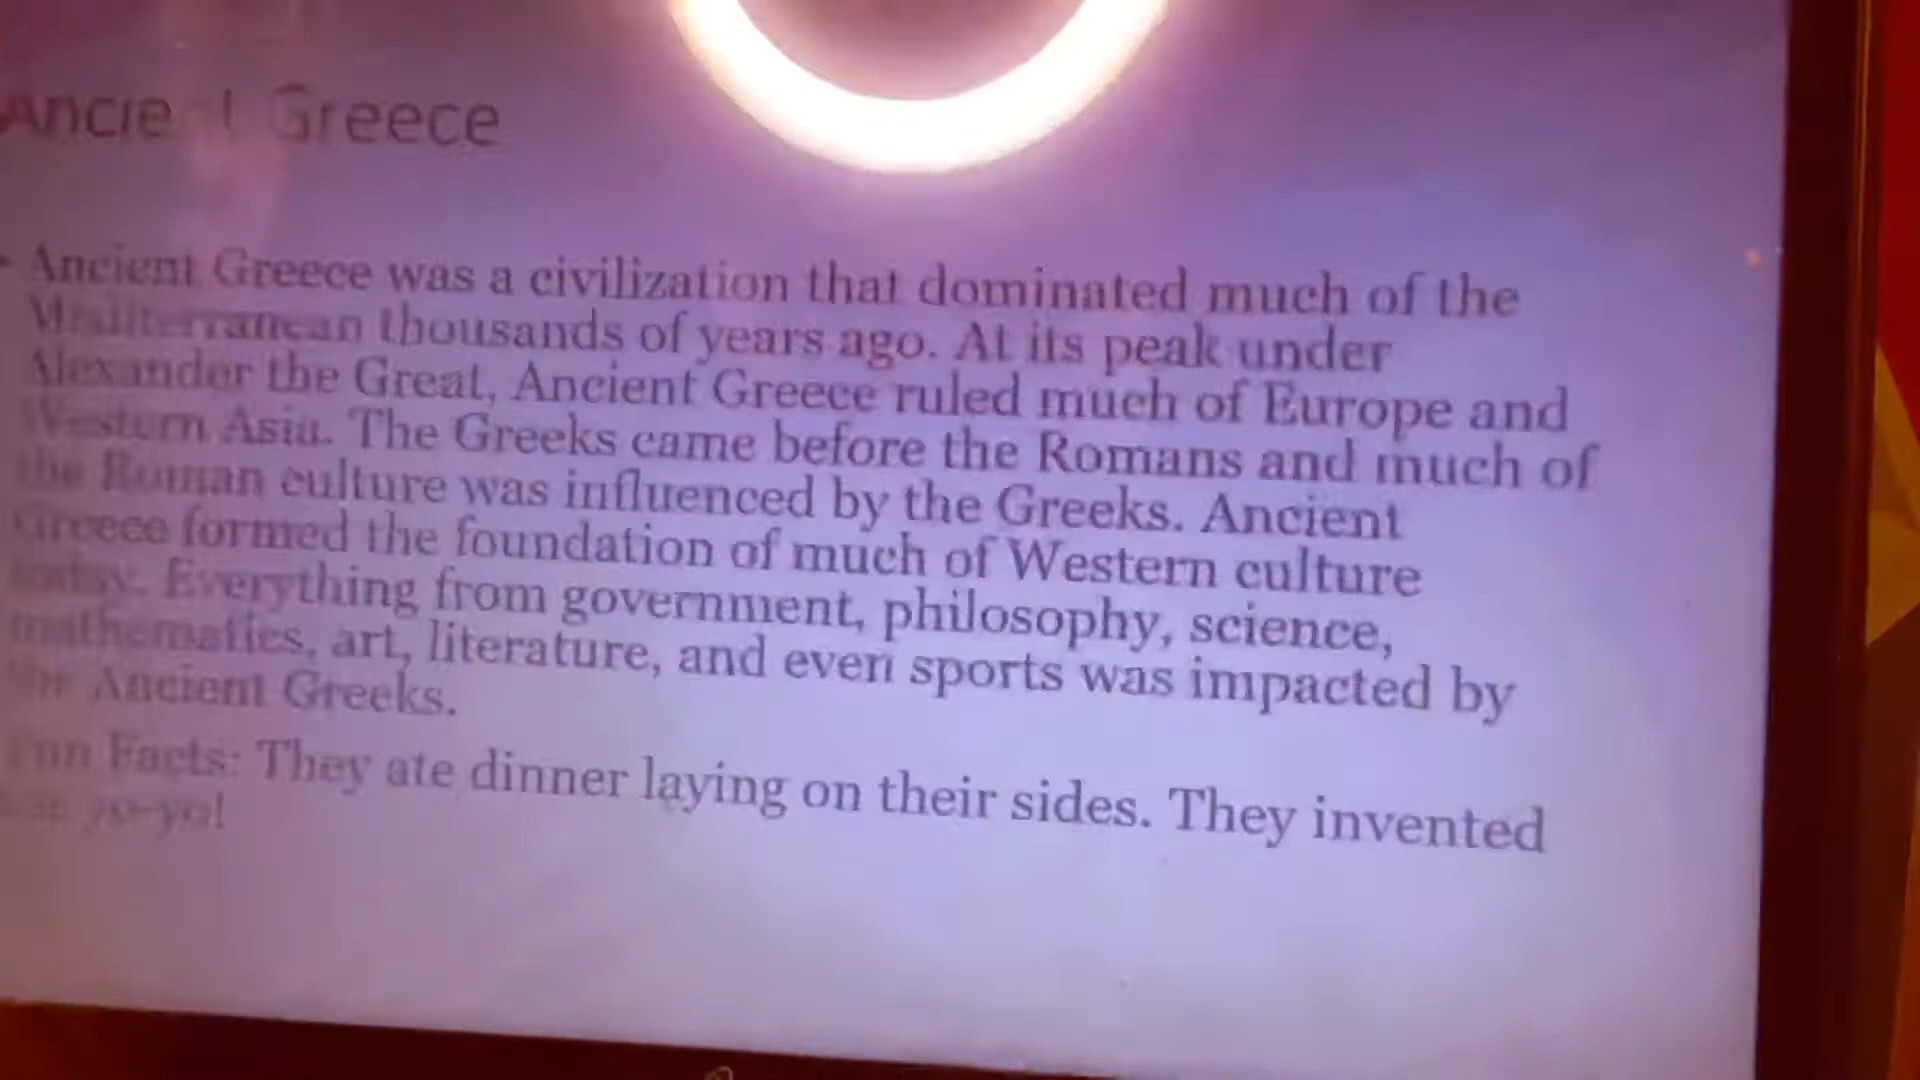 Ancient Greece
- Ancient Greece was a civilization that dominated much of the
Mediterranean thousands of years ago. At its peak under
Alexander the Great, Ancient Greece ruled much of Europe and
Western Asia. The Greeks came before the Romans and much of
the Roman culture was influenced by the Greeks. Ancient
Greece formed the foundation of much of Western culture
today. Everything from government, philosophy, science,
mathematics, art, literature, and even sports was impacted by
the Ancient Greeks.
Fun Facts: They ate dinner laying on their sides. They invented
yo-yo!